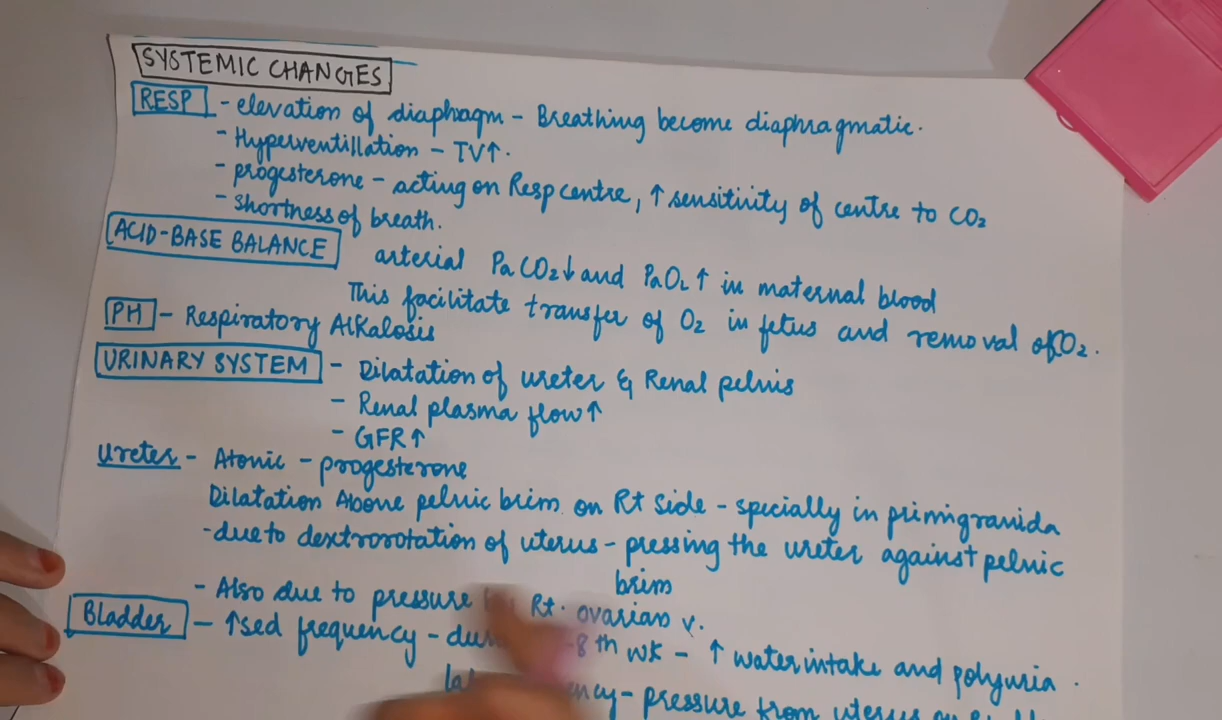 SYSTEMIC CHANGES
RESP - elevation of diaphagm - Breathing become diaphragmatic.
- Hyperventillation - TV↑.
- progesterone - acting on Resp centre, ↑ sensitivity of centre to CO2
- Shortness of breath.
ACID-BASE BALANCE
arterial PaCO2↓ and PaO2↑ in maternal blood
This facilitate transfer of O2 in fetus and removal of CO2.
PH - Respiratory Alkalosis
URINARY SYSTEM - Dilatation of ureter & Renal pelvis
- Renal plasma flow↑
- GFR↑
Ureter - Atonic - progesterone
Dilatation Above pelvic brim on Rt side - specially in primigravida
- due to dextrorotation of uterus - pressing the ureter against pelvic
brim
- Also due to pressure Rt. ovarian v.
Bladder - ↑sed frequency - 8th WK - ↑ water intake and polyuria.
pressure from uterus